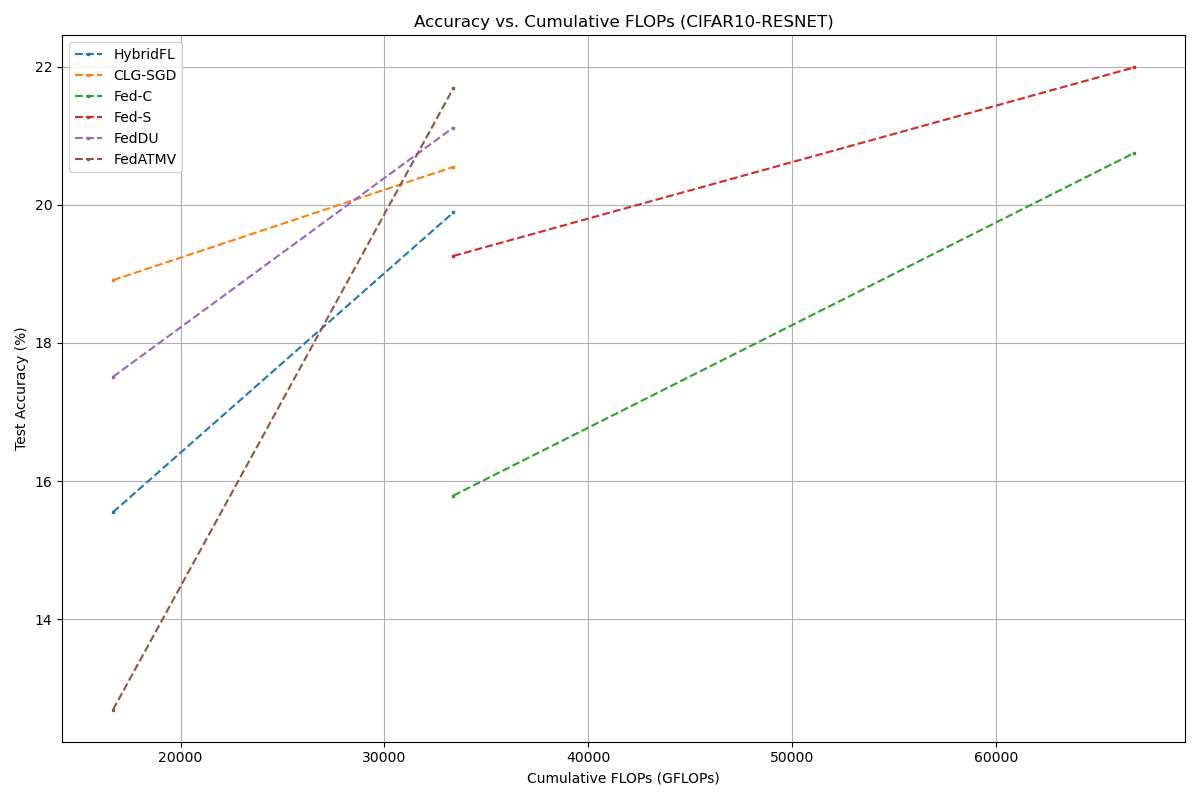 Accuracy vs. Cumulative FLOPs (CIFAR10-RESNET)
HybridFL
CLG-SGD
Fed-C
Fed-S
FedDU
FedATMV
Test Accuracy (%)
22
20
18
16
14
20000 30000 40000 50000 60000
Cumulative FLOPs (GFLOPs)